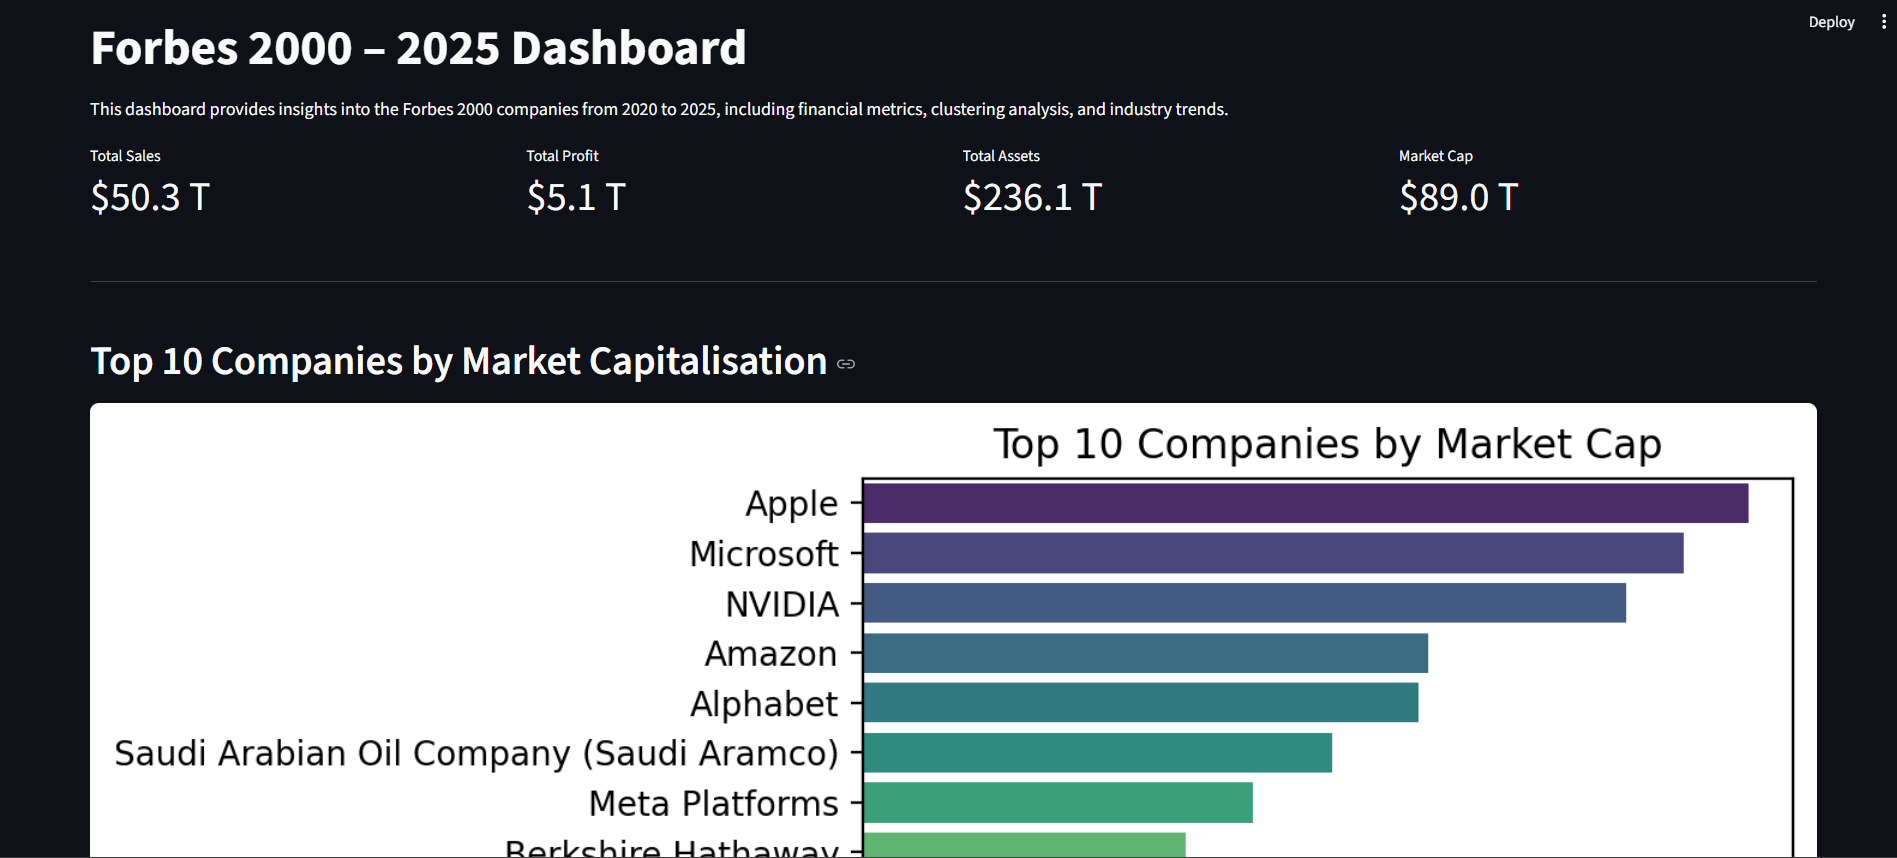 Deploy
Forbes 2000 – 2025 Dashboard
This dashboard provides insights into the Forbes 2000 companies from 2020 to 2025, including financial metrics, clustering analysis, and industry trends.
Total Sales
$50.3 T
Total Profit
$5.1 T
Total Assets
$236.1 T
Market Cap
$89.0 T
Top 10 Companies by Market Capitalisation
Top 10 Companies by Market Cap
Apple
Microsoft
NVIDIA
Amazon
Alphabet
Saudi Arabian Oil Company (Saudi Aramco)
Meta Platforms
Berkshire Hathaway